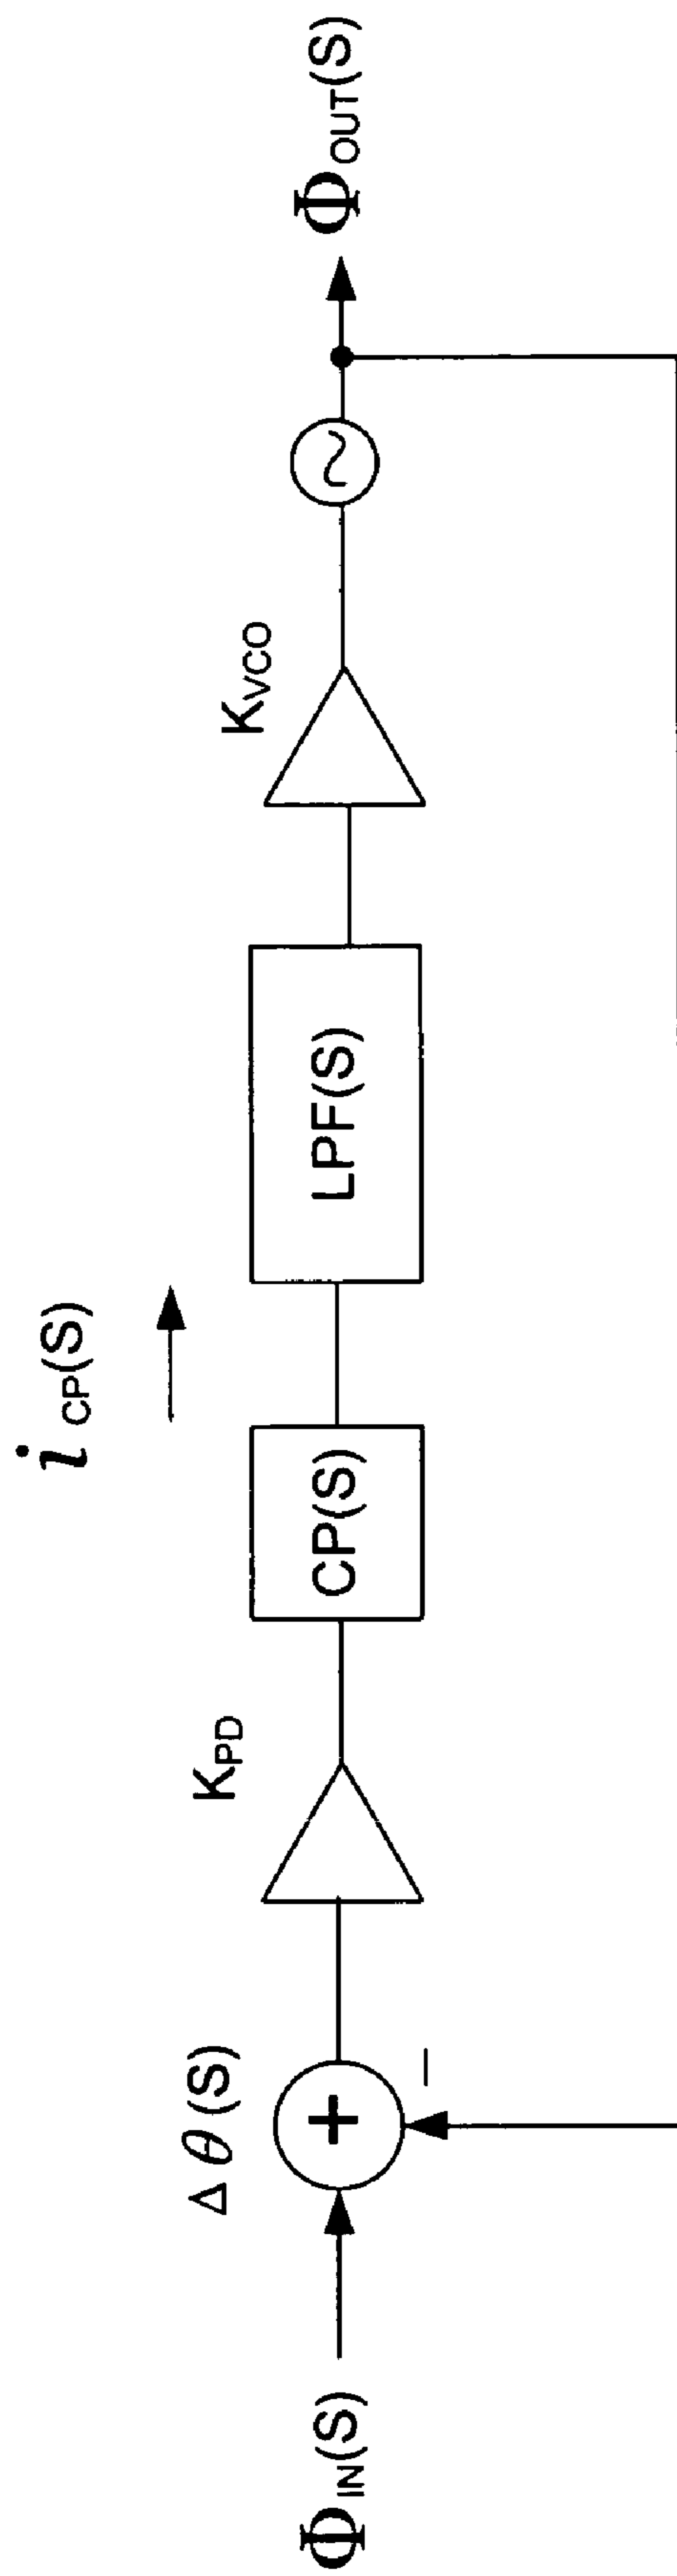 Φ_IN(S)
Δθ(S)
+
−
K_PD
CP(S)
i_CP(S)
LPF(S)
K_VCO
Φ_OUT(S)